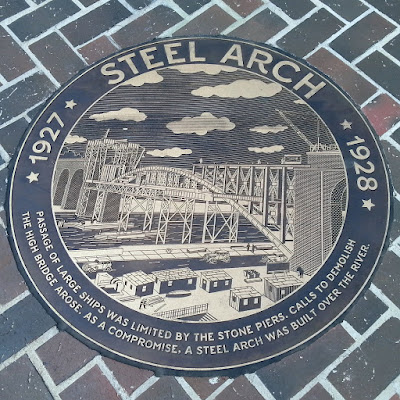 STEEL ARCH
1927
1928
PASSAGE OF LARGE SHIPS WAS LIMITED BY THE STONE PIERS. CALLS TO DEMOLISH
THE HIGH BRIDGE AROSE. AS A COMPROMISE, A STEEL ARCH WAS BUILT OVER THE RIVER.